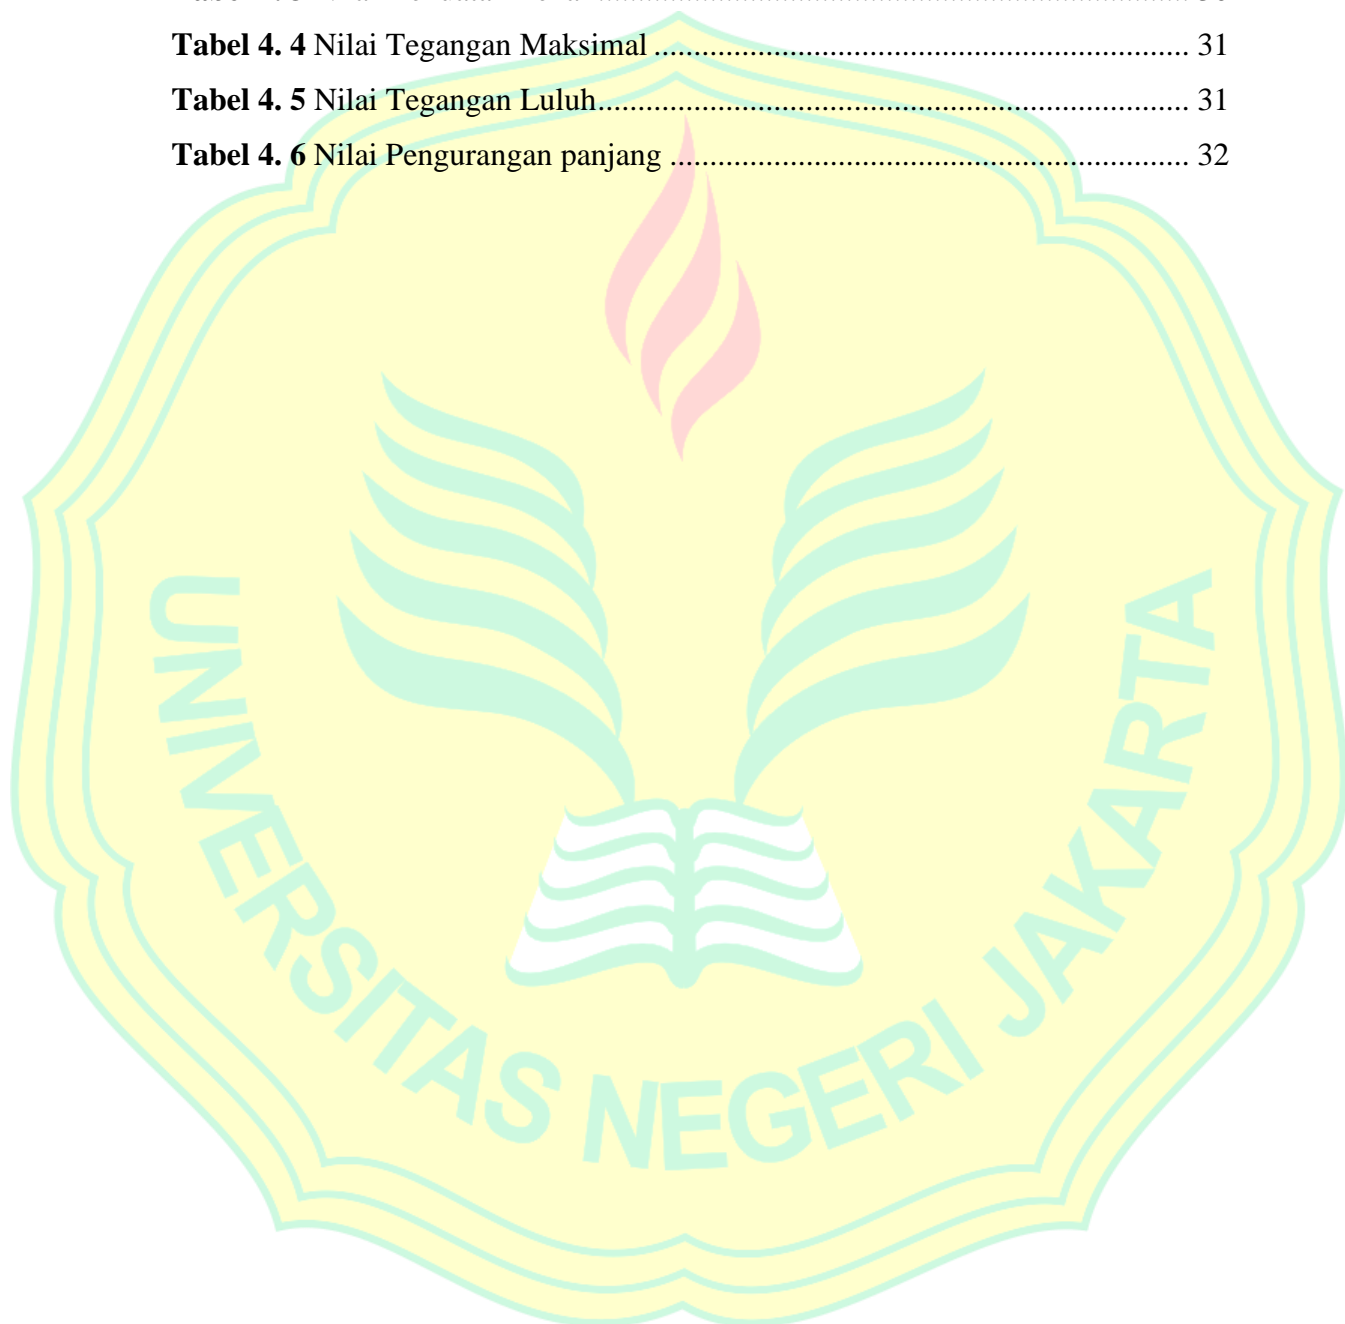 Tabel 4. 4 Nilai Tegangan Maksimal .................................................................. 31
Tabel 4. 5 Nilai Tegangan Luluh......................................................................... 31
Tabel 4. 6 Nilai Pengurangan panjang ................................................................ 32
UNIVERSITAS NEGERI JAKARTA